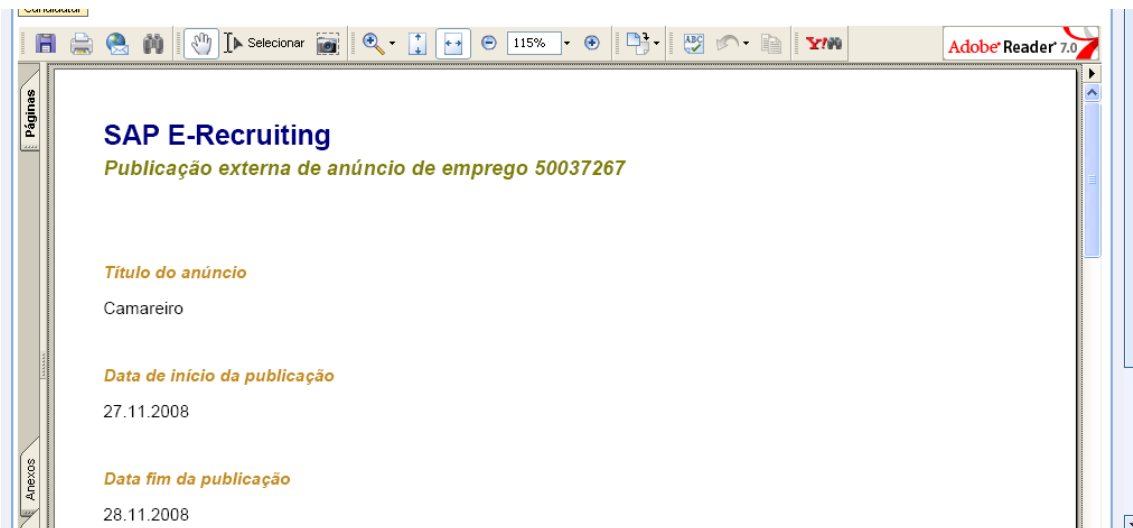 Candidatar
Selecionar
115%
Y!
Adobe Reader 7.0
Páginas
SAP E-Recruiting
Publicação externa de anúncio de emprego 50037267
Título do anúncio
Camareiro
Data de início da publicação
27.11.2008
Anexos
Data fim da publicação
28.11.2008